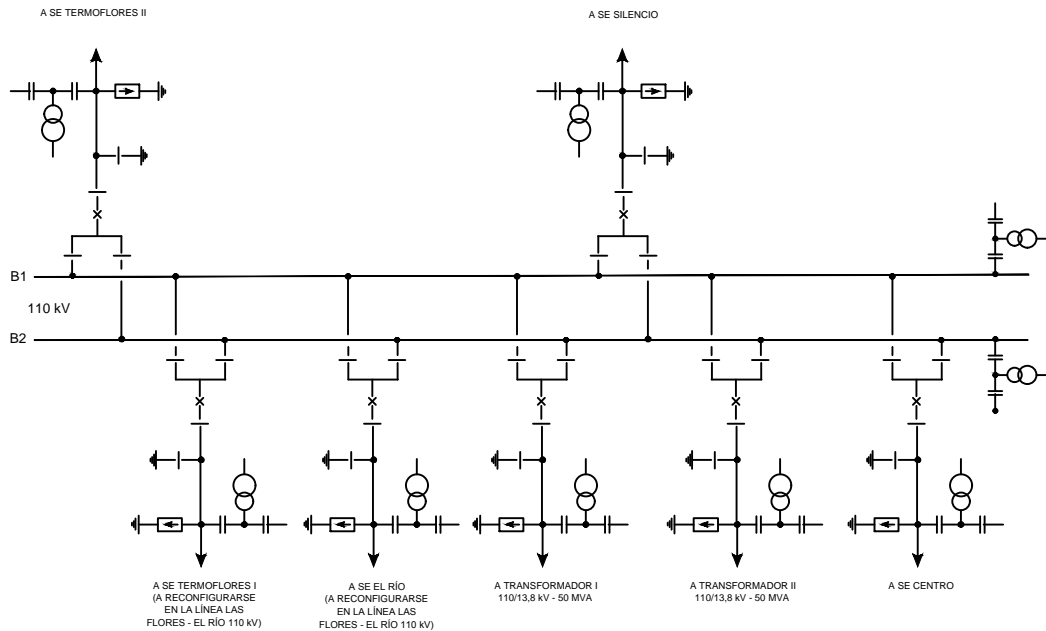 A SE TERMOFLORES II
A SE SILENCIO
B1
110 kV
B2
A SE TERMOFLORES I
(A RECONFIGURARSE
EN LA LÍNEA LAS
FLORES - EL RÍO 110 kV)
A SE EL RÍO
(A RECONFIGURARSE
EN LA LÍNEA LAS
FLORES - EL RÍO 110 kV)
A TRANSFORMADOR I
110/13,8 kV - 50 MVA
A TRANSFORMADOR II
110/13,8 kV - 50 MVA
A SE CENTRO